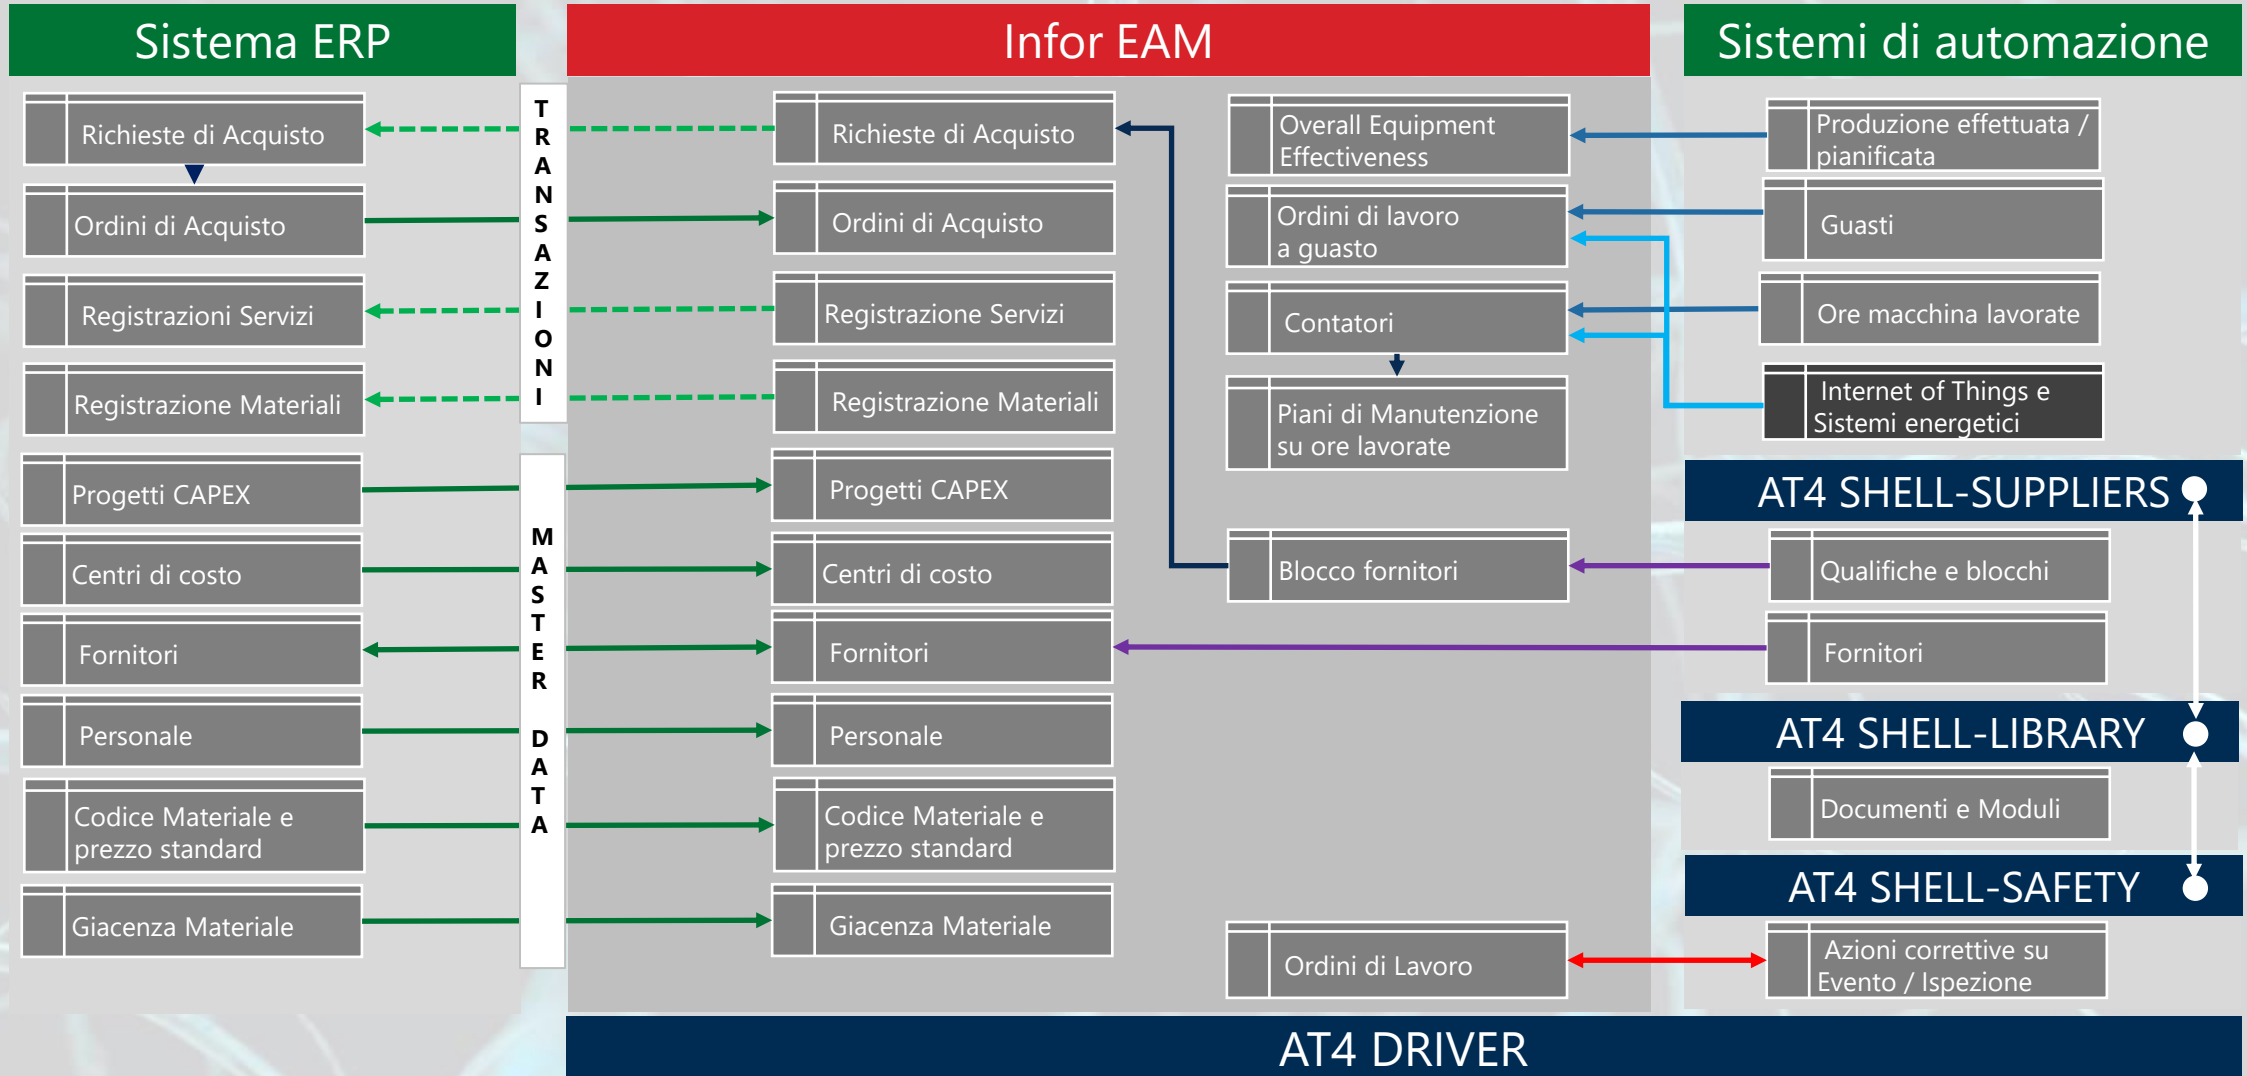 Sistema ERP
Richieste di Acquisto
Ordini di Acquisto
Registrazioni Servizi
Registrazione Materiali
Progetti CAPEX
Centri di costo
Fornitori
Personale
Codice Materiale e
prezzo standard
Giacenza Materiale
TRANSAZIONI
MASTER DATA
Infor EAM
Richieste di Acquisto
Ordini di Acquisto
Registrazione Servizi
Registrazione Materiali
Progetti CAPEX
Centri di costo
Fornitori
Personale
Codice Materiale e
prezzo standard
Giacenza Materiale
Overall Equipment
Effectiveness
Ordini di lavoro
a guasto
Contatori
Piani di Manutenzione
su ore lavorate
Blocco fornitori
Ordini di Lavoro
Sistemi di automazione
Produzione effettuata /
pianificata
Guasti
Ore macchina lavorate
Internet of Things e
Sistemi energetici
AT4 SHELL-SUPPLIERS
Qualifiche e blocchi
Fornitori
AT4 SHELL-LIBRARY
Documenti e Moduli
AT4 SHELL-SAFETY
Azioni correttive su
Evento / Ispezione
AT4 DRIVER